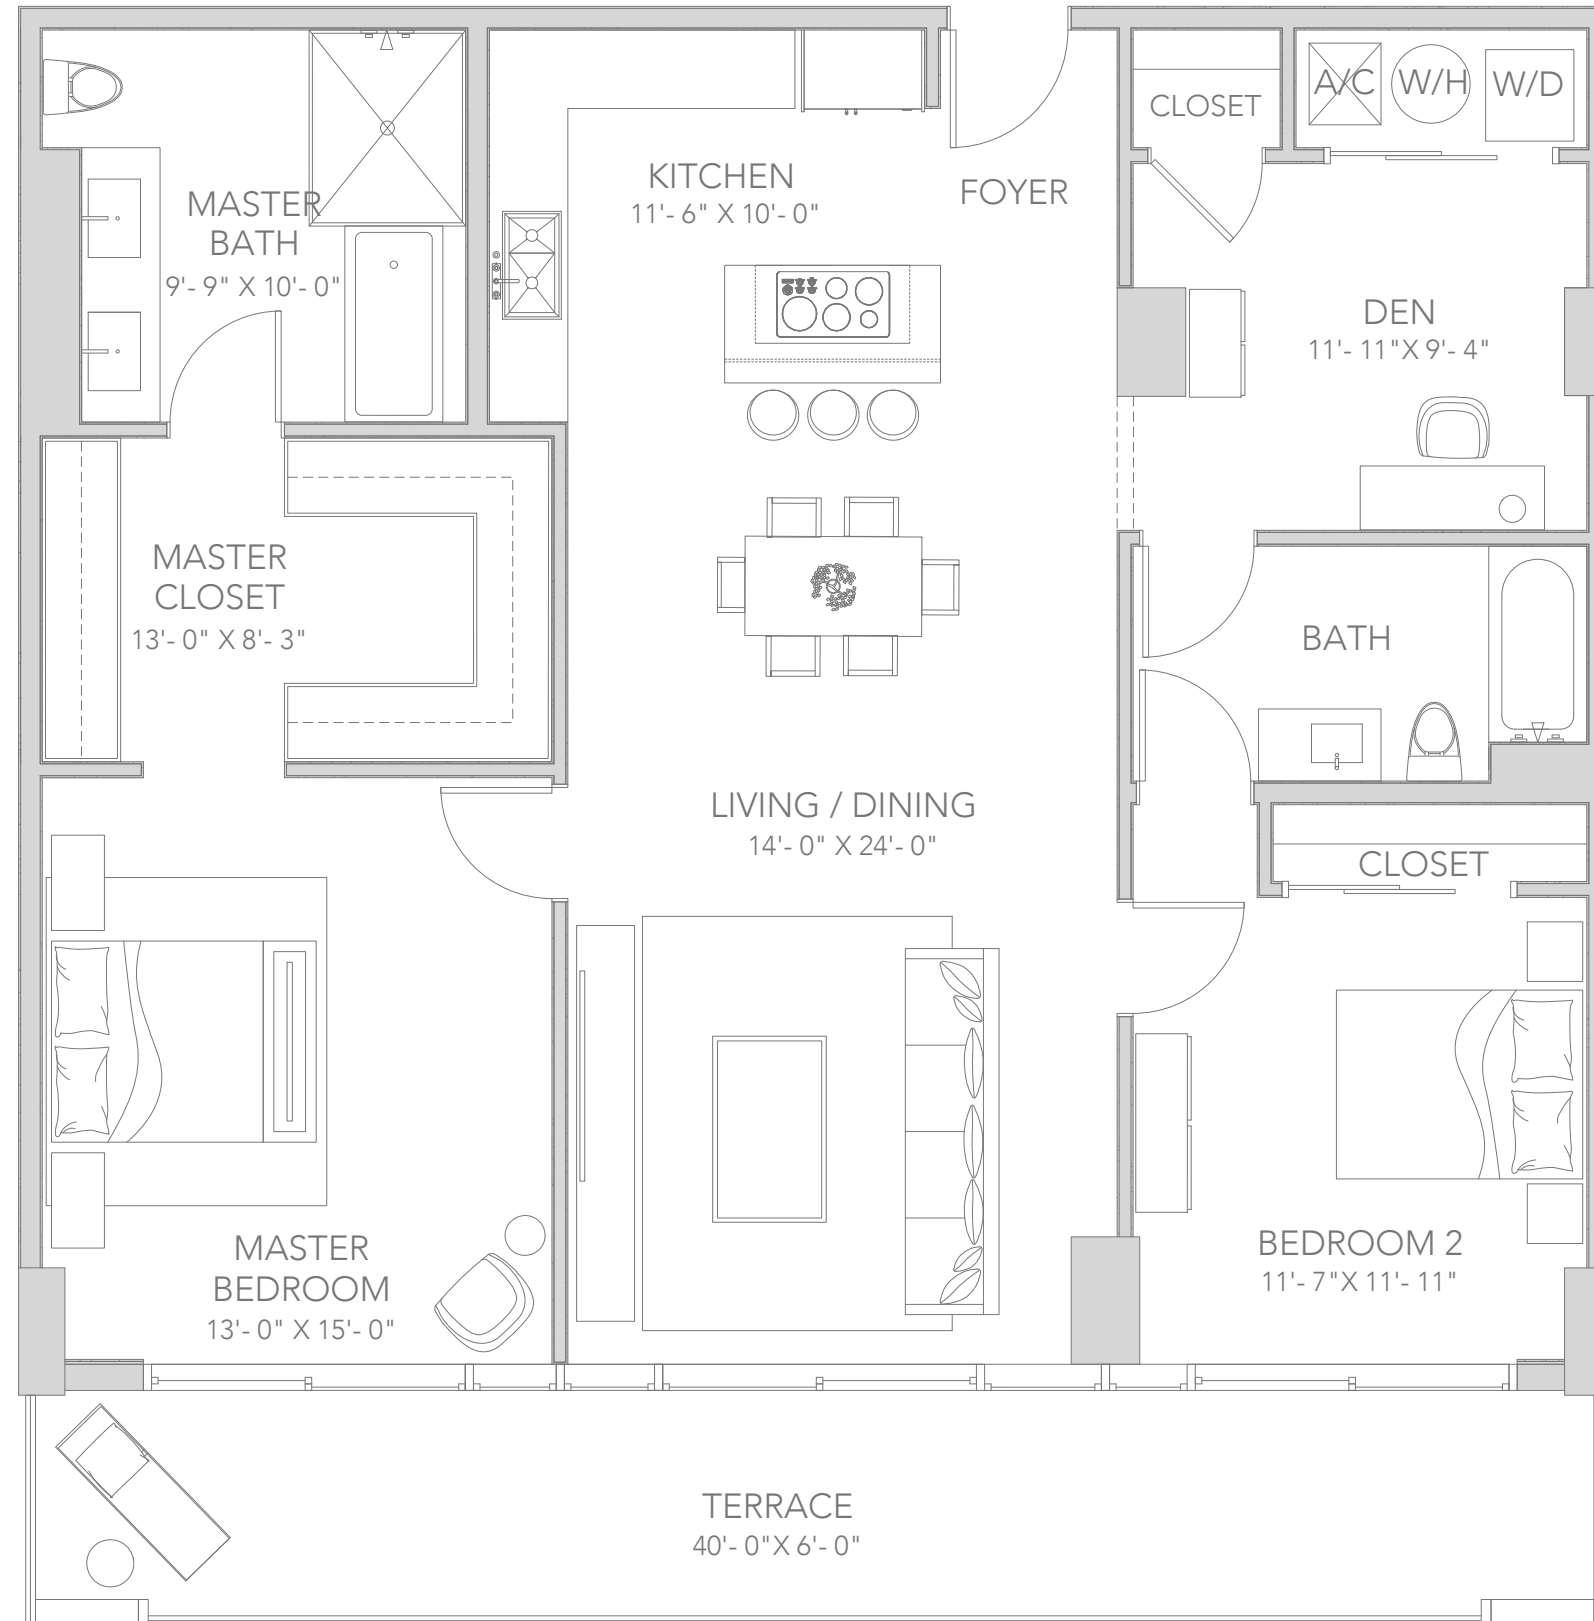 A/C
W/H
W/D
CLOSET
KITCHEN
11'- 6" X 10'- 0"
FOYER
MASTER
BATH
9'- 9" X 10'- 0"
DEN
11'- 11"X 9'- 4"
MASTER
CLOSET
13'- 0" X 8'- 3"
BATH
LIVING / DINING
14'- 0" X 24'- 0"
CLOSET
MASTER
BEDROOM
13'- 0" X 15'- 0"
BEDROOM 2
11'- 7"X 11'- 11"
TERRACE
40'- 0"X 6'- 0"